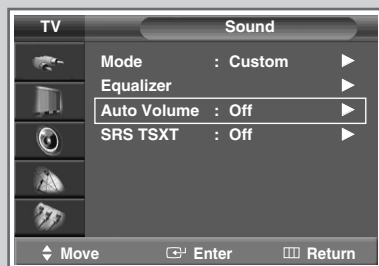 TV Sound
Mode : Custom
Equalizer
Auto Volume : Off
SRS TSXT : Off
Move Enter Return